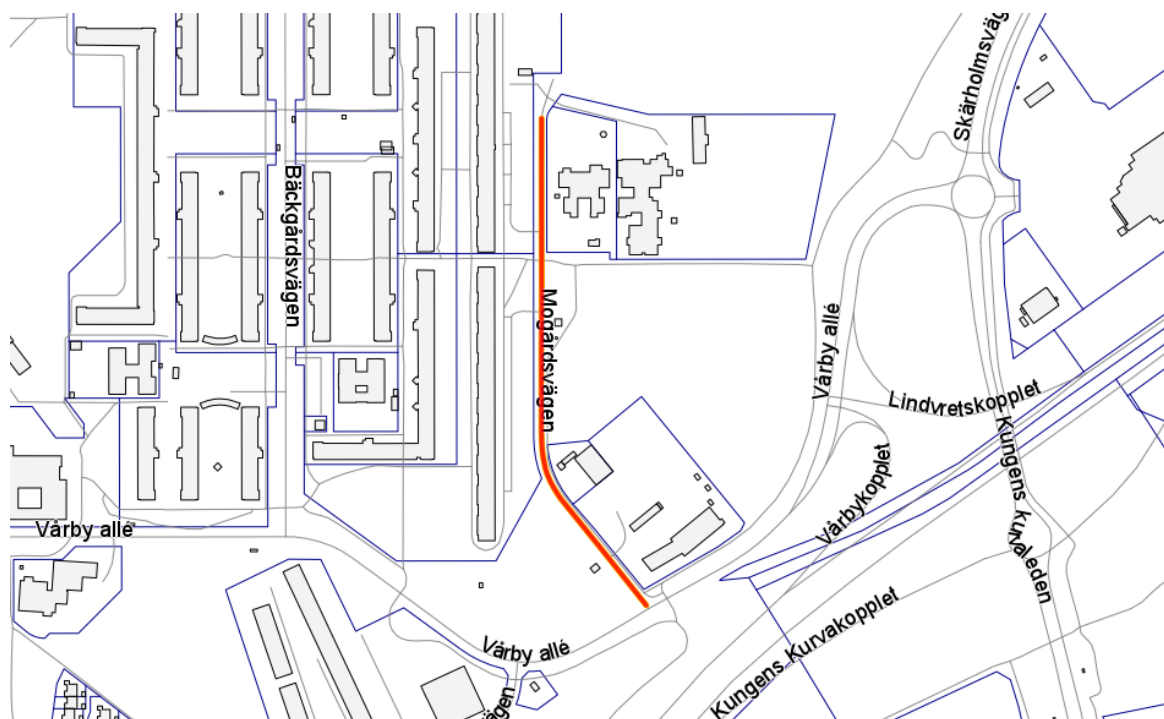 Skärholmsväg
Bäckgårdsvägen
Mogårdsvägen
Vårby allé
Lindvretskopplet
Kungens kurvaleden
Vårbykopplet
Vårby allé
Kungens Kurvakopplet
Vårby allé